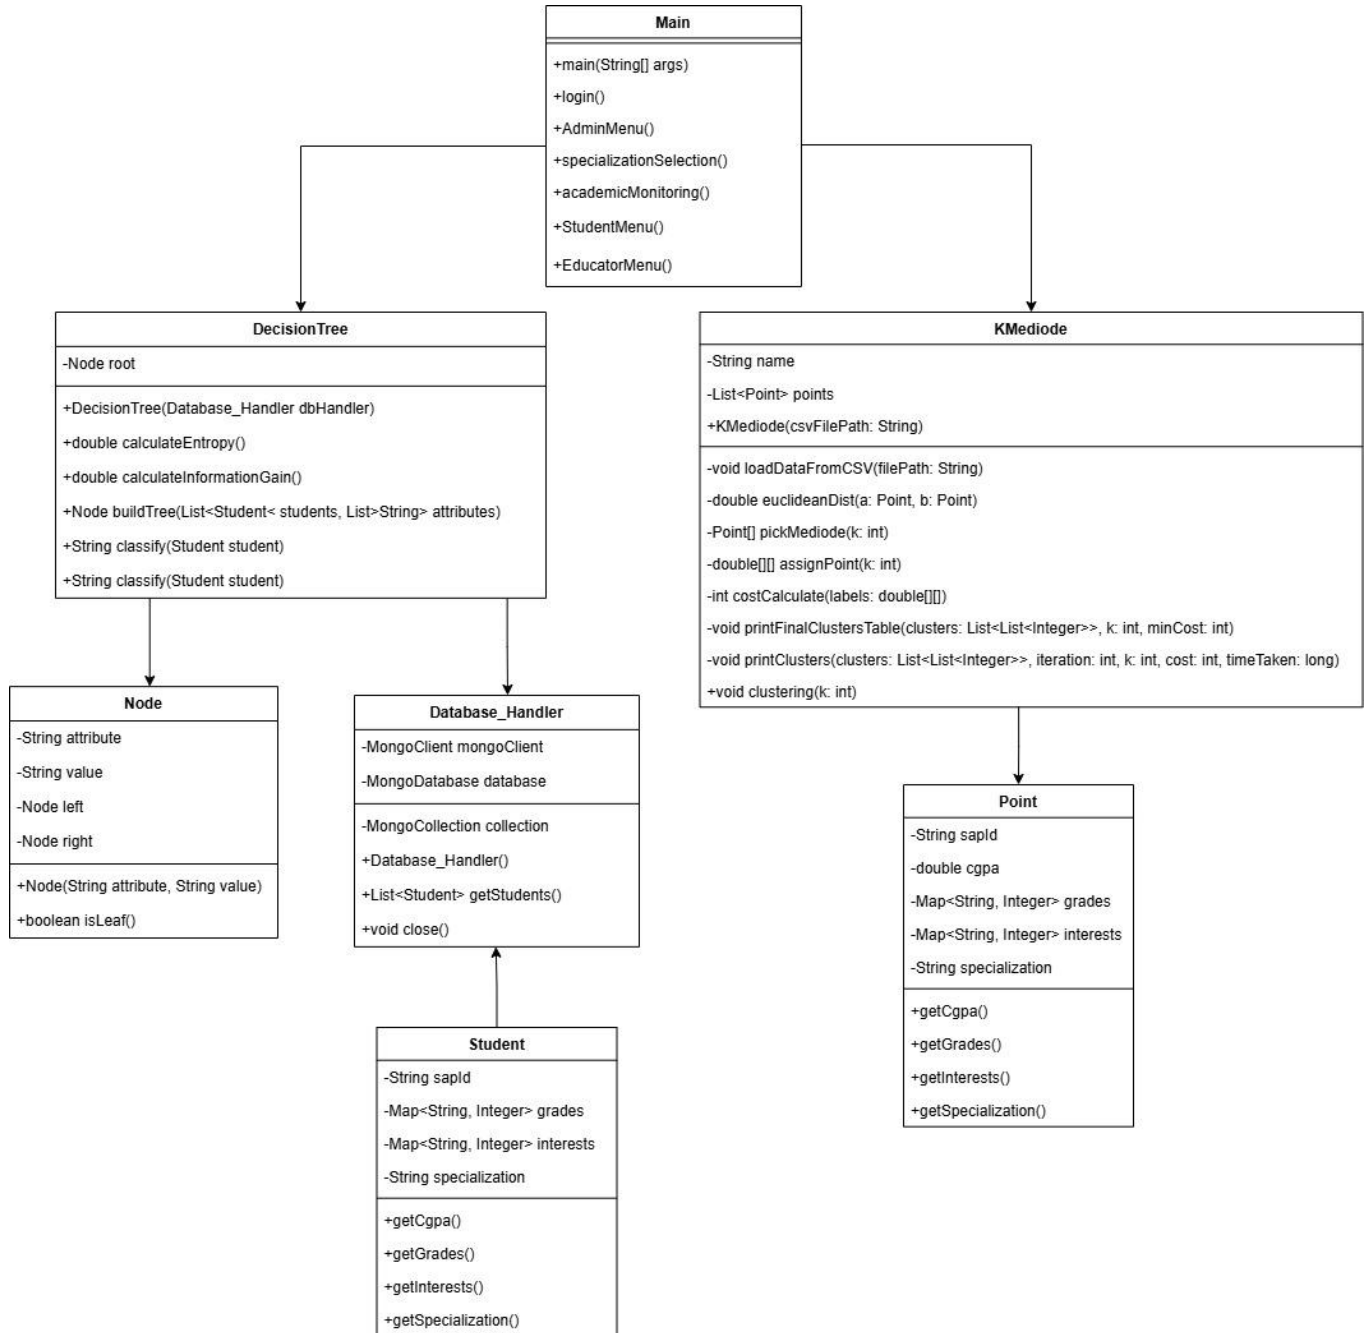 Main
+main(String[] args)
+login()
+AdminMenu()
+specializationSelection()
+academicMonitoring()
+StudentMenu()
+EducatorMenu()
DecisionTree
-Node root
+DecisionTree(Database_Handler dbHandler)
+double calculateEntropy()
+double calculateInformationGain()
+Node buildTree(List<Student< students, List>String> attributes)
+String classify(Student student)
+String classify(Student student)
KMediode
-String name
-List<Point> points
+KMediode(csvFilePath: String)
-void loadDataFromCSV(filePath: String)
-double euclideanDist(a: Point, b: Point)
-Point[] pickMediode(k: int)
-double[][] assignPoint(k: int)
-int costCalculate(labels: double[][])
-void printFinalClustersTable(clusters: List<List<Integer>>, k: int, minCost: int)
-void printClusters(clusters: List<List<Integer>>, iteration: int, k: int, cost: int, timeTaken: long)
+void clustering(k: int)
Node
-String attribute
-String value
-Node left
-Node right
+Node(String attribute, String value)
+boolean isLeaf()
Database_Handler
-MongoClient mongoClient
-MongoDatabase database
-MongoCollection collection
+Database_Handler()
+List<Student> getStudents()
+void close()
Point
-String sapId
-double cgpa
-Map<String, Integer> grades
-Map<String, Integer> interests
-String specialization
+getCgpa()
+getGrades()
+getInterests()
+getSpecialization()
Student
-String sapId
-Map<String, Integer> grades
-Map<String, Integer> interests
-String specialization
+getCgpa()
+getGrades()
+getInterests()
+getSpecialization()